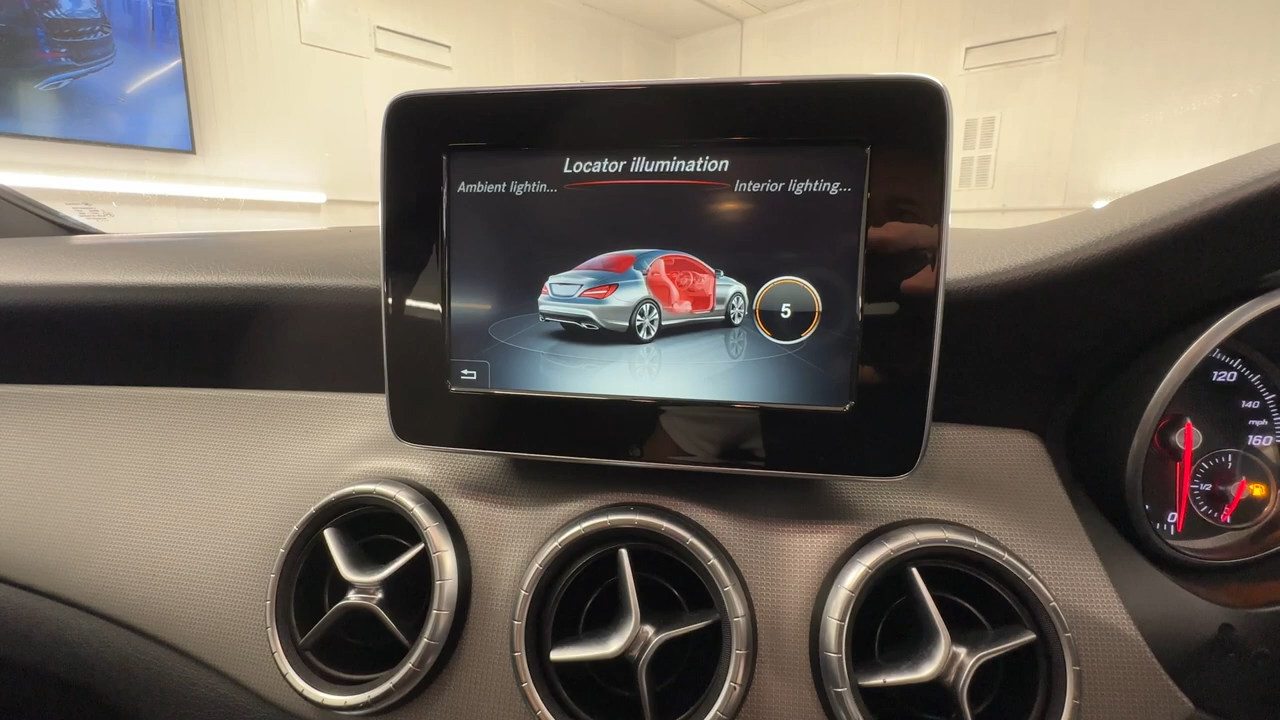 Locator illumination
Ambient lightin...
Interior lighting...
5
120
140
mph
160
1/2
0